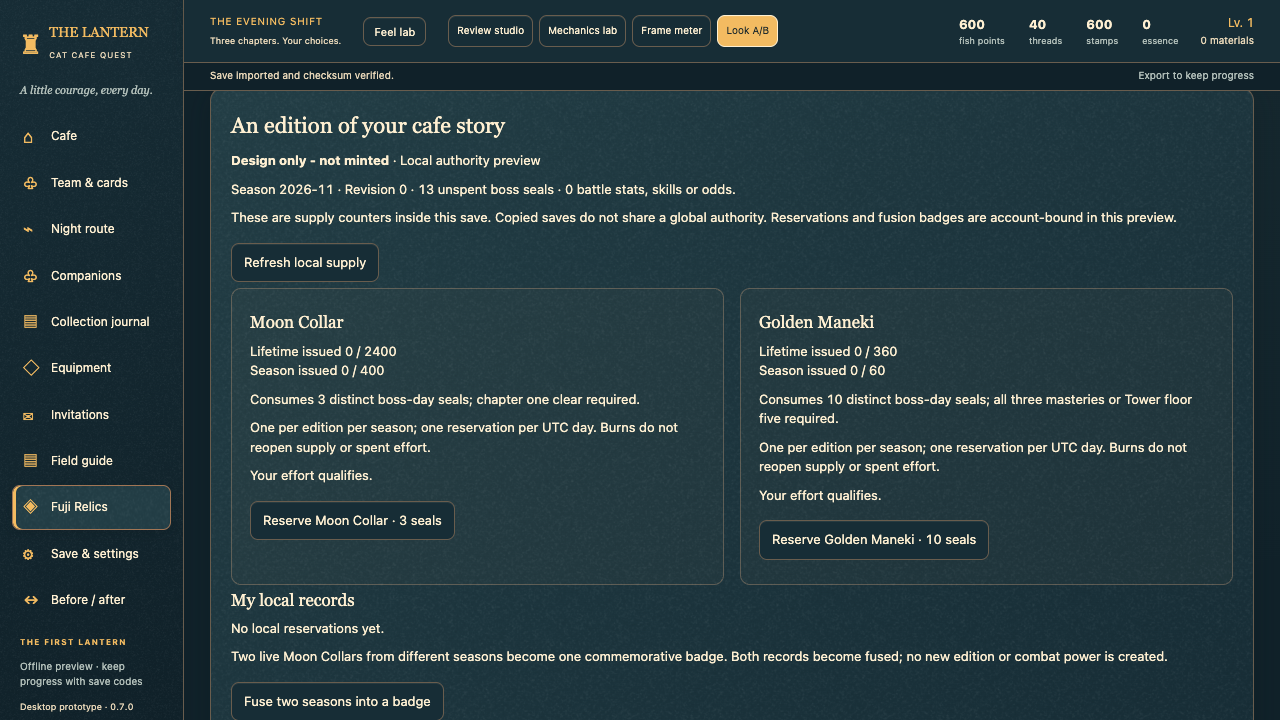 THE LANTERN
CAT CAFE QUEST
A little courage, every day.
Cafe
Team & cards
Night route
Companions
Collection journal
Equipment
Invitations
Field guide
Fuji Relics
Save & settings
Before / after
THE FIRST LANTERN
Offline preview · keep
progress with save codes
Desktop prototype · 0.7.0
THE EVENING SHIFT
Three chapters. Your choices.
Feel lab
Review studio
Mechanics lab
Frame meter
Look A/B
600
fish points
40
threads
600
stamps
0
essence
Lv. 1
0 materials
Save imported and checksum verified.
Export to keep progress
An edition of your cafe story
Design only - not minted · Local authority preview
Season 2026-11 · Revision 0 · 13 unspent boss seals · 0 battle stats, skills or odds.
These are supply counters inside this save. Copied saves do not share a global authority. Reservations and fusion badges are account-bound in this preview.
Refresh local supply
Moon Collar
Lifetime issued 0 / 2400
Season issued 0 / 400
Consumes 3 distinct boss-day seals; chapter one clear required.
One per edition per season; one reservation per UTC day. Burns do not
reopen supply or spent effort.
Your effort qualifies.
Reserve Moon Collar · 3 seals
Golden Maneki
Lifetime issued 0 / 360
Season issued 0 / 60
Consumes 10 distinct boss-day seals; all three masteries or Tower floor
five required.
One per edition per season; one reservation per UTC day. Burns do not
reopen supply or spent effort.
Your effort qualifies.
Reserve Golden Maneki · 10 seals
My local records
No local reservations yet.
Two live Moon Collars from different seasons become one commemorative badge. Both records become fused; no new edition or combat power is created.
Fuse two seasons into a badge